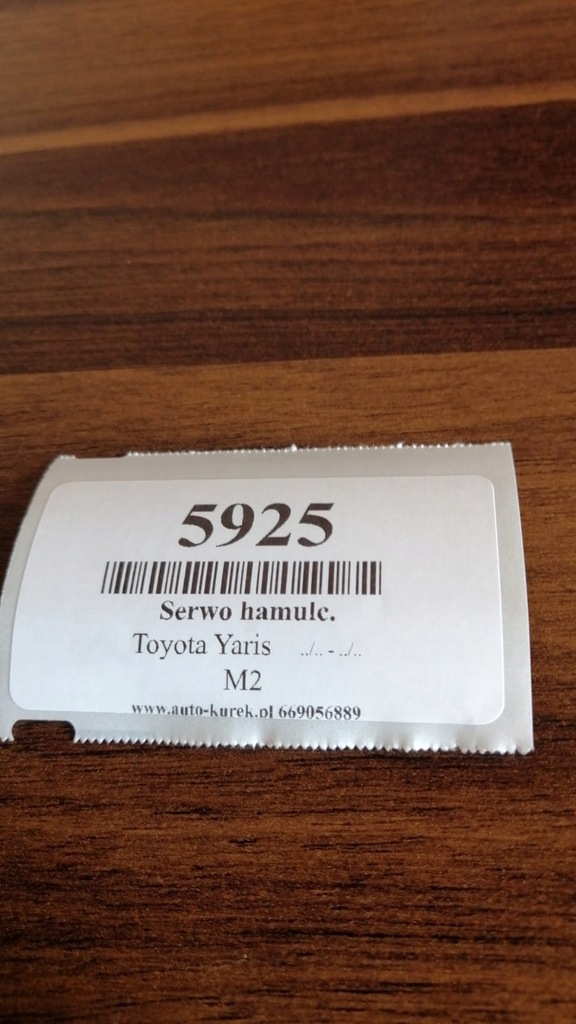 5925
Serwo hamulc.
Toyota Yaris ../.. - ../..
M2
www.auto-kurek.pl 669056889